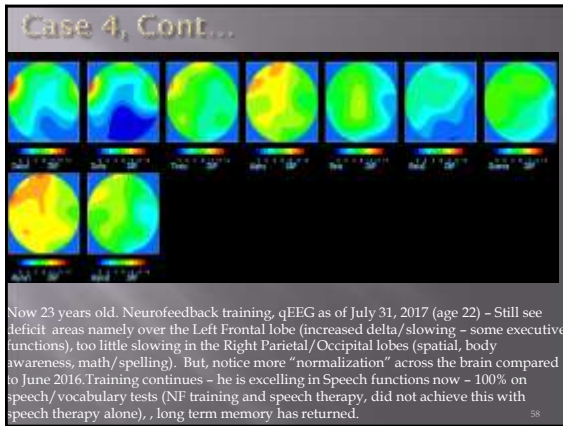 Case 4, Cont...
Now 23 years old. Neurofeedback training, qEEG as of July 31, 2017 (age 22) – Still see
deficit areas namely over the Left Frontal lobe (increased delta/slowing – some executive
functions), too little slowing in the Right Parietal/Occipital lobes (spatial, body
awareness, math/spelling). But, notice more “normalization” across the brain compared
to June 2016.Training continues – he is excelling in Speech functions now – 100% on
speech/vocabulary tests (NF training and speech therapy, did not achieve this with
speech therapy alone), , long term memory has returned.
58